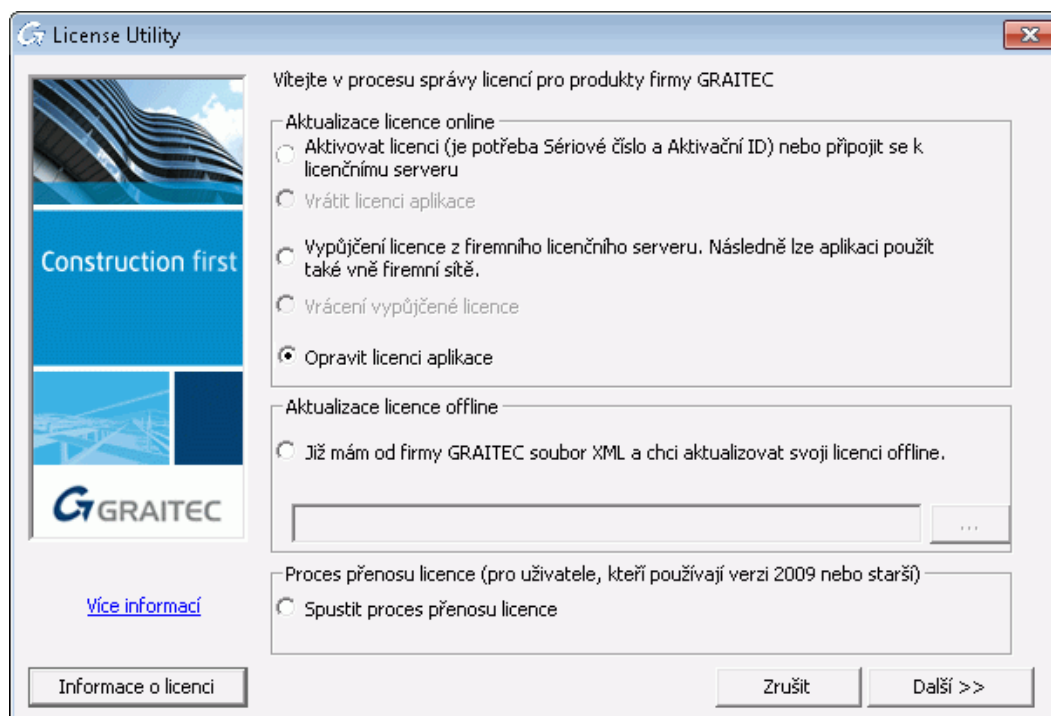 License Utility
Vítejte v procesu správy licencí pro produkty firmy GRAITEC
Aktualizace licence online
Aktivovat licenci (je potřeba Sériové číslo a Aktivační ID) nebo připojit se k
licenčnímu serveru
Vrátit licenci aplikace
Construction first
Vypůjčení licence z firemního licenčního serveru. Následně lze aplikaci použít
také vně firemní sítě.
Vrácení vypůjčené licence
Opravit licenci aplikace
Aktualizace licence offline
Již mám od firmy GRAITEC soubor XML a chci aktualizovat svoji licenci offline.
GRAITEC
...
Proces přenosu licence (pro uživatele, kteří používají verzi 2009 nebo starší)
Spustit proces přenosu licence
Více informací
Informace o licenci
Zrušit
Další >>